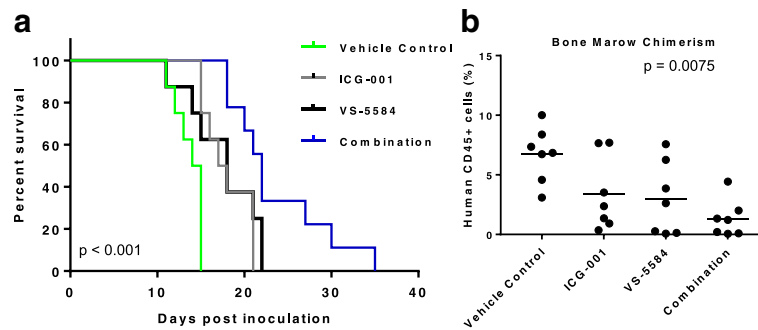 a
Percent survival
100
80
60
40
20
0
p < 0.001
0 10 20 30 40
Days post inoculation
Vehicle Control
ICG-001
VS-5584
Combination
b
Bone Marow Chimerism
p = 0.0075
Human CD45+ cells (%)
15
10
5
0
Vehicle Control
ICG-001
VS-5584
Combination